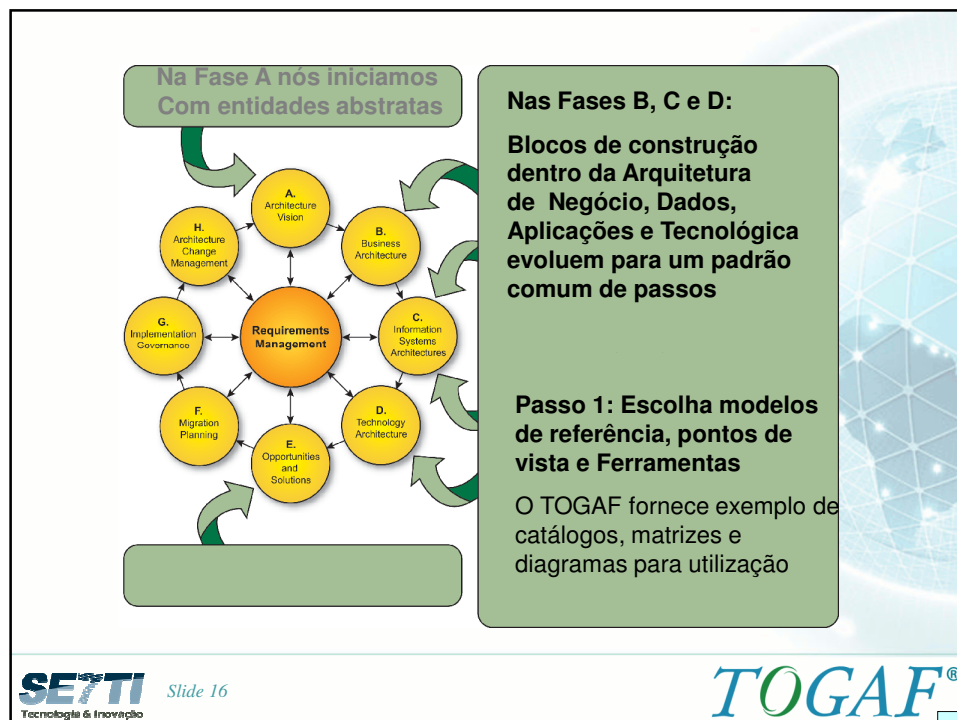 Na Fase A nós iniciamos
Com entidades abstratas
Nas Fases B, C e D:
Blocos de construção
dentro da Arquitetura
de Negócio, Dados,
Aplicações e Tecnológica
evoluem para um padrão
comum de passos
Passo 1: Escolha modelos
de referência, pontos de
vista e Ferramentas
O TOGAF fornece exemplo de
catálogos, matrizes e
diagramas para utilização
A.
Architecture
Vision
B.
Business
Architecture
C.
Information
Systems
Architectures
D.
Technology
Architecture
E.
Opportunities
and
Solutions
F.
Migration
Planning
G.
Implementation
Governance
H.
Architecture
Change
Management
Requirements
Management
SETTI
Tecnologia & Inovação
Slide 16
TOGAF®